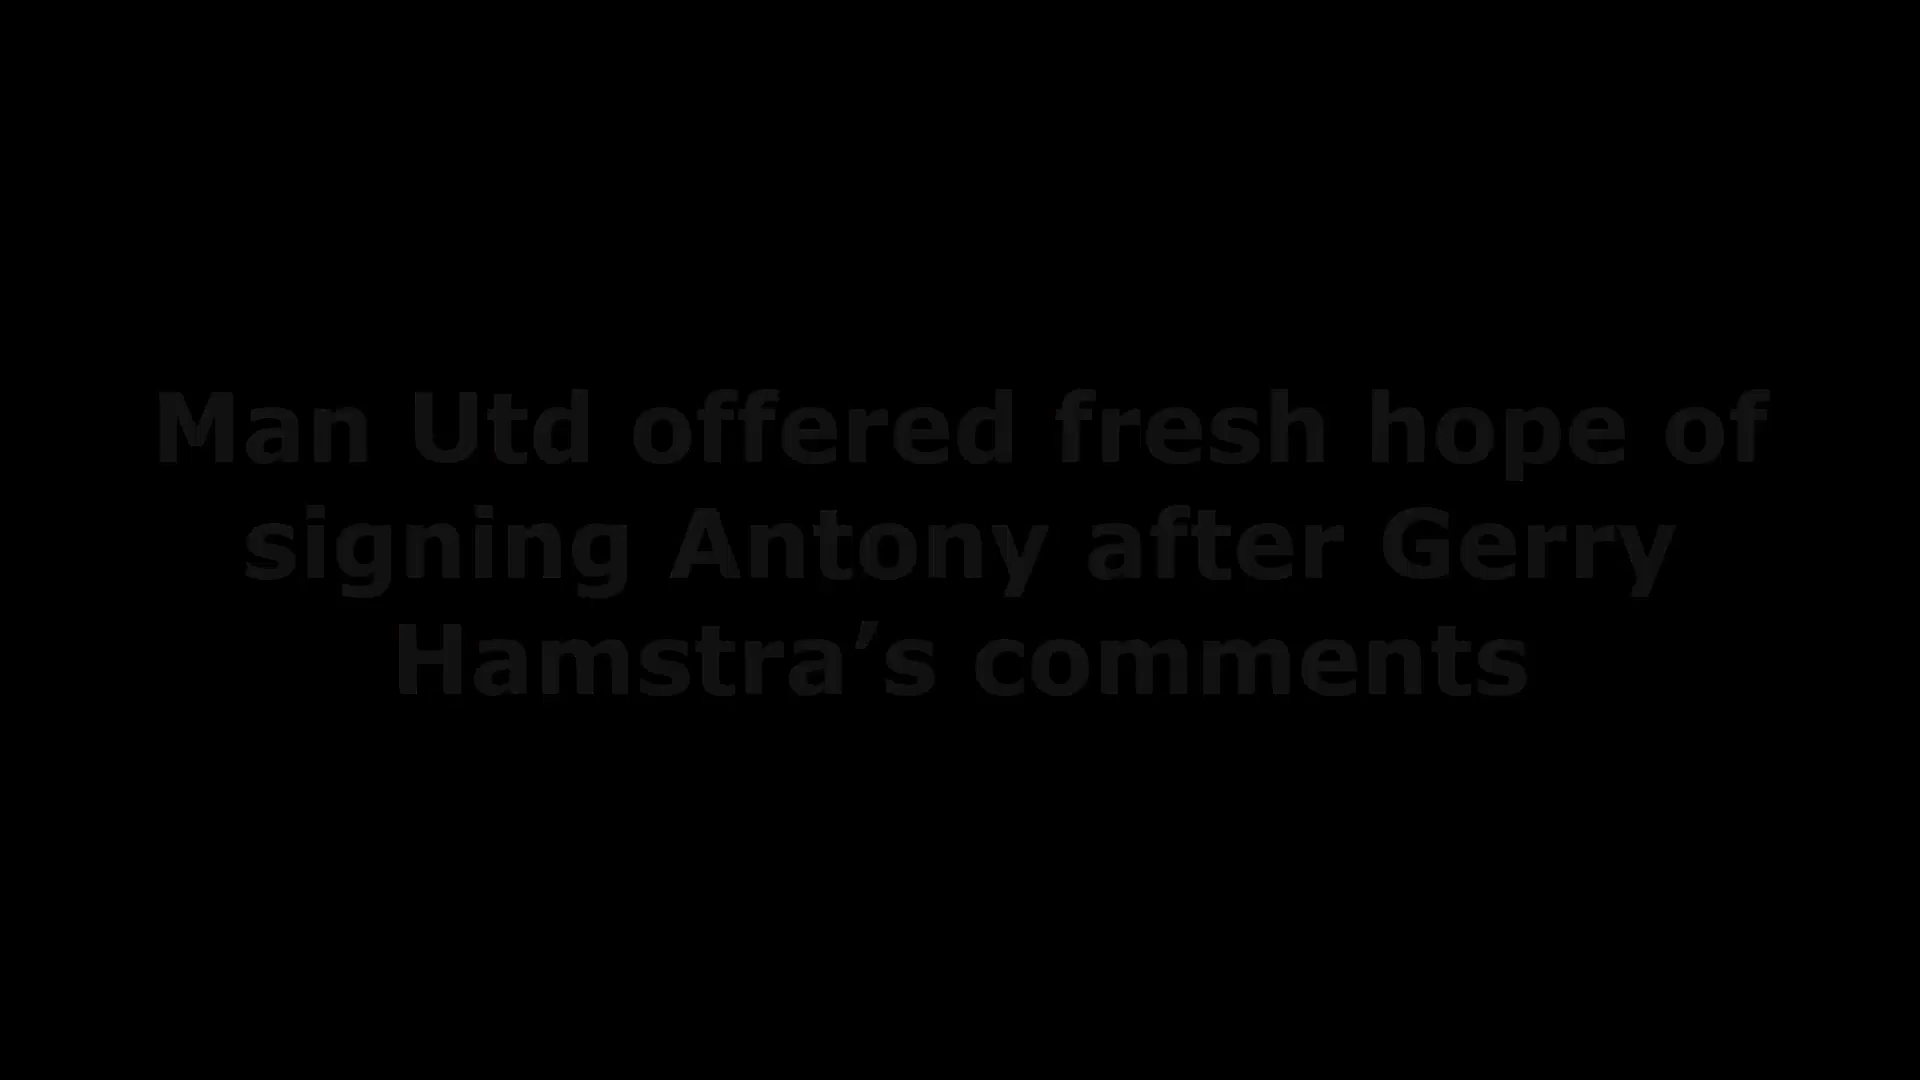 Man Utd offered fresh hope of
signing Antony after Gerry
Hamstra’s comments